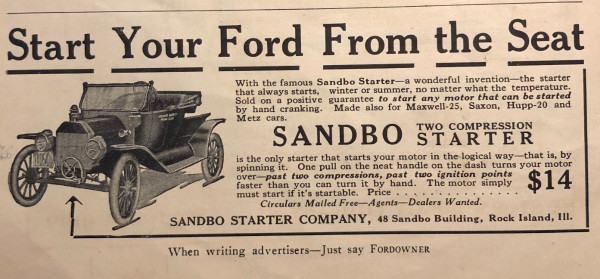 Start Your Ford From the Seat
With the famous Sandbo Starter—a wonderful invention—the starter
that always starts, winter or summer, no matter what the temperature.
Sold on a positive guarantee to start any motor that can be started
by hand cranking. Made also for Maxwell-25, Saxon, Hupp-20 and
Metz cars.
SANDBO TWO COMPRESSION STARTER
is the only starter that starts your motor in the logical way—that is, by
spinning it. One pull on the neat handle on the dash turns your motor
over—past two compressions, past two ignition points
faster than you can turn it by hand. The motor simply
must start if it's startable. Price . . . . . . . . . . . . . . . $14
Circulars Mailed Free—Agents—Dealers Wanted.
SANDBO STARTER COMPANY, 48 Sandbo Building, Rock Island, Ill.
When writing advertisers—Just say FORDOWNER